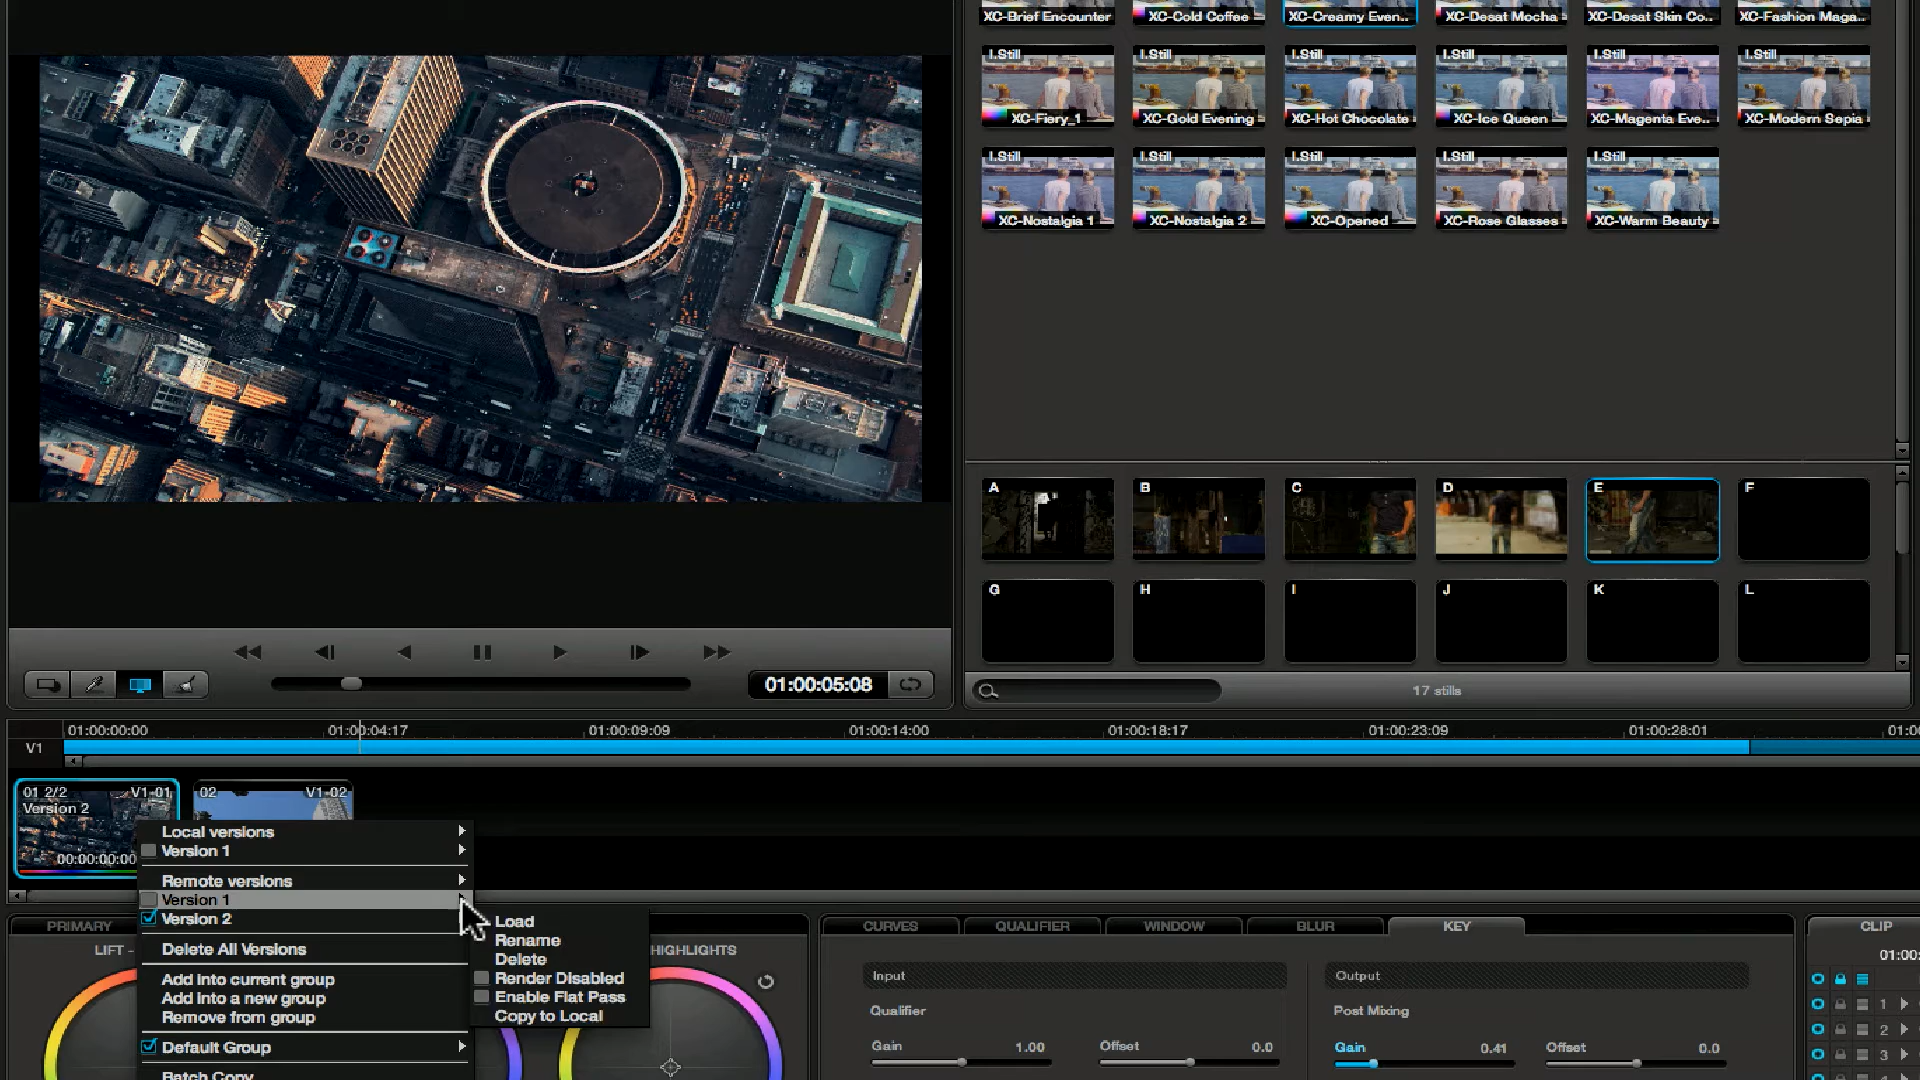 XC-Brief Encounter
XC-Cold Coffee
XC-Creamy Even..
XC-Desat Mocha
XC-Desat Skin Co..
XC-Fashion Maga..
I.Still
I.Still
I.Still
I.Still
I.Still
I.Still
XC-Fiery_1
XC-Gold Evening
XC-Hot Chocolate
XC-Ice Queen
XC-Magenta Eve..
XC-Modern Sepia
I.Still
I.Still
I.Still
I.Still
I.Still
XC-Nostalgia 1
XC-Nostalgia 2
XC-Opened
XC-Rose Glasses
XC-Warm Beauty
A
B
C
D
E
F
G
H
I
J
K
L
01:00:05:08
17 stills
01:00:00:00
01:00:04:17
01:00:09:09
01:00:14:00
01:00:18:17
01:00:23:09
01:00:28:01
01:00
V1
01 2/2
V1-01
Version 2
00:00:00:00
02
V1-02
Local versions
Version 1
Remote versions
Version 1
Version 2
Delete All Versions
Add into current group
Add into a new group
Remove from group
Default Group
Batch Copy
Load
Rename
Delete
Render Disabled
Enable Flat Pass
Copy to Local
PRIMARY
LIFT -
HIGHLIGHTS
CURVES
QUALIFIER
WINDOW
BLUR
KEY
CLIP
01:00:
Input
Output
Qualifier
Post Mixing
Gain
1.00
Offset
0.0
Gain
0.41
Offset
0.0
1
2
3